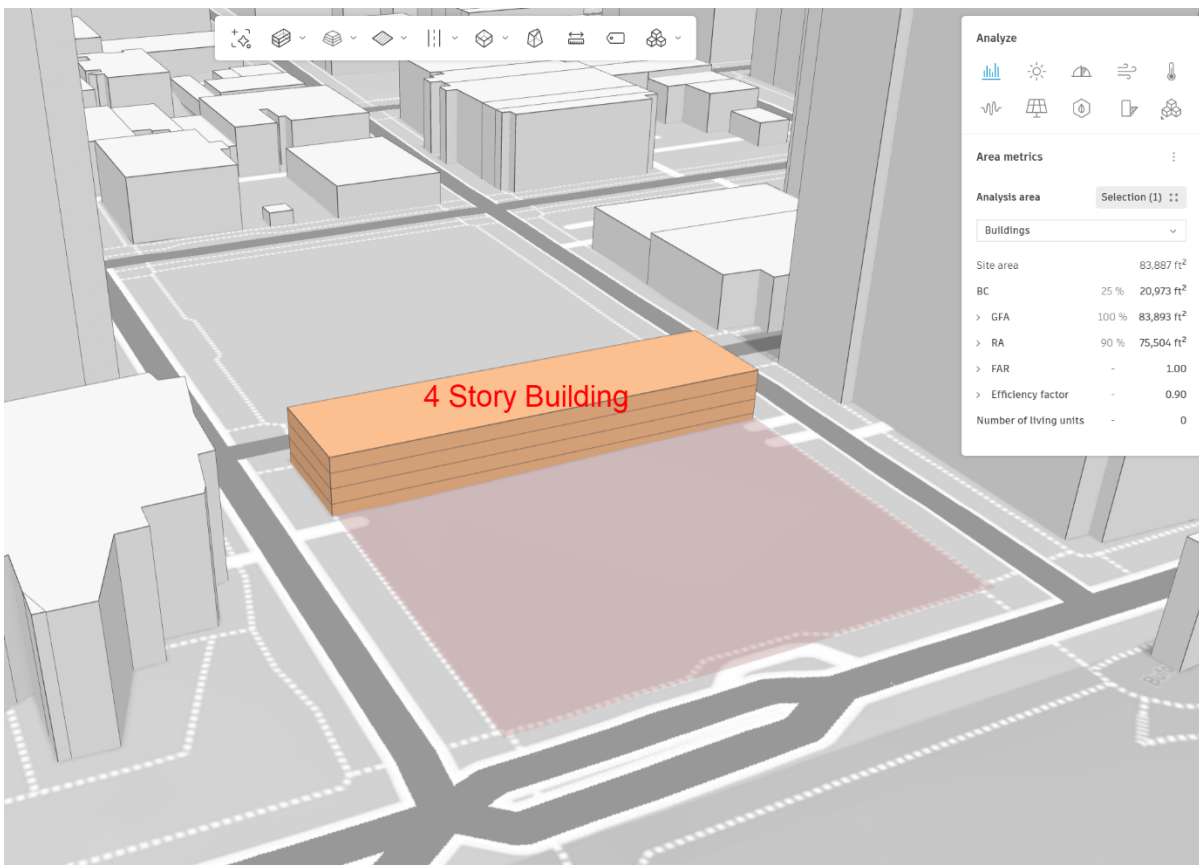 Analyze
Area metrics
Analysis area Selection (1)
Buildings
Site area 83,887 ft²
BC 25 % 20,973 ft²
GFA 100 % 83,893 ft²
RA 90 % 75,504 ft²
FAR - 1.00
Efficiency factor - 0.90
Number of living units - 0
4 Story Building